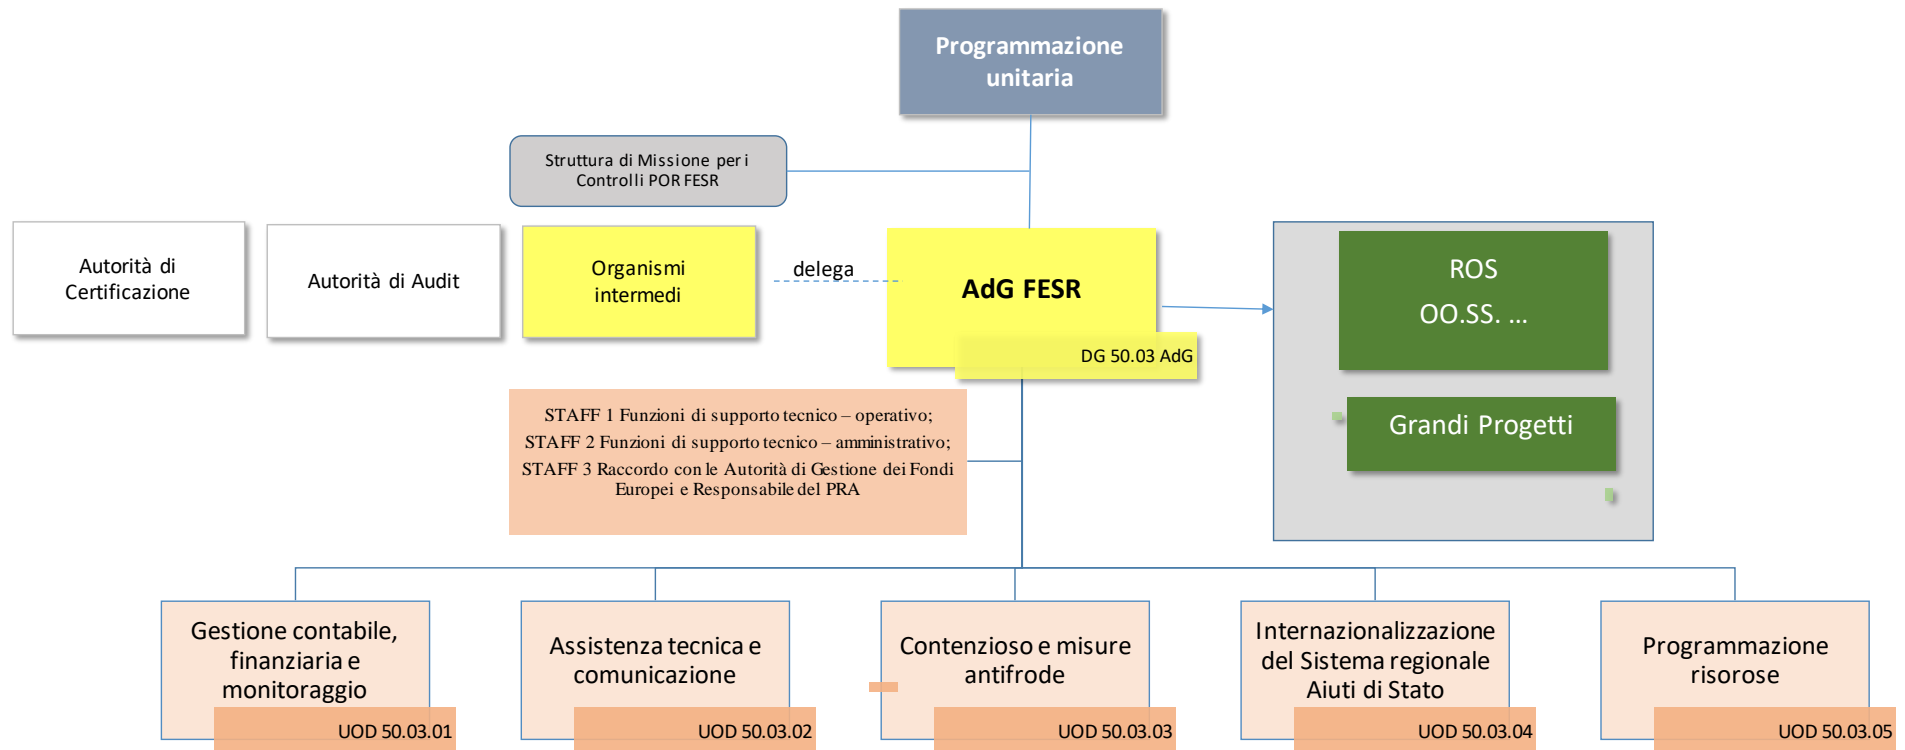 Programmazione
unitaria
Struttura di Missione per i
Controlli POR FESR
Autorità di
Certificazione
Autorità di Audit
Organismi
intermedi
delega
AdG FESR
DG 50.03 AdG
ROS
OO.SS. ...
Grandi Progetti
STAFF 1 Funzioni di supporto tecnico – operativo;
STAFF 2 Funzioni di supporto tecnico – amministrativo;
STAFF 3 Raccordo con le Autorità di Gestione dei Fondi
Europei e Responsabile del PRA
Gestione contabile,
finanziaria e
monitoraggio
UOD 50.03.01
Assistenza tecnica e
comunicazione
UOD 50.03.02
Contenzioso e misure
antifrode
UOD 50.03.03
Internazionalizzazione
del Sistema regionale
Aiuti di Stato
UOD 50.03.04
Programmazione
risorose
UOD 50.03.05